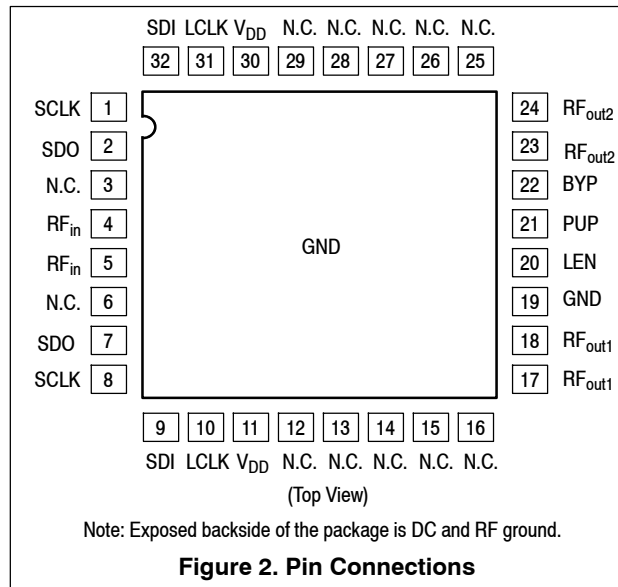 SDI LCLK VDD N.C. N.C. N.C. N.C. N.C.
32 31 30 29 28 27 26 25
SCLK 1
SDO 2
N.C. 3
RFin 4
RFin 5
N.C. 6
SDO 7
SCLK 8
GND
24 RFout2
23 RFout2
22 BYP
21 PUP
20 LEN
19 GND
18 RFout1
17 RFout1
9 10 11 12 13 14 15 16
SDI LCLK VDD N.C. N.C. N.C. N.C. N.C.
(Top View)
Note: Exposed backside of the package is DC and RF ground.
Figure 2. Pin Connections